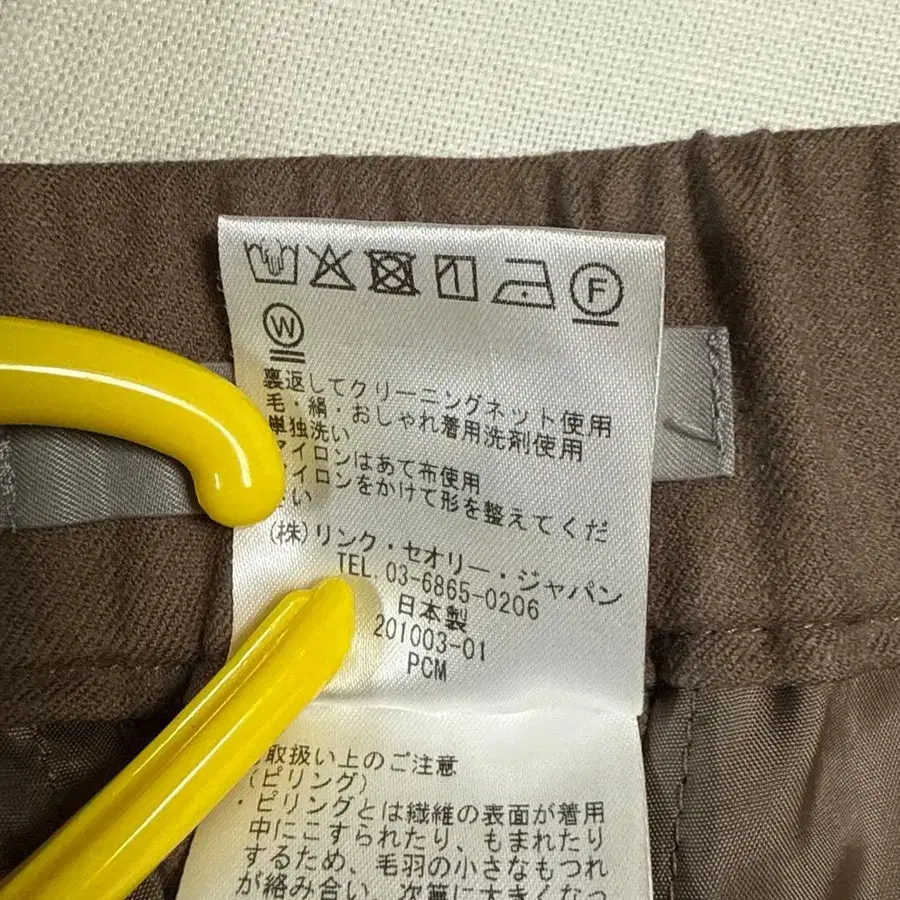 F
W
裏返してクリーニングネット使用
毛・絹・おしゃれ着用洗剤使用
単独洗い
アイロンはあて布使用
アイロンをかけて形を整えてくだ
さい
(株)リンク・セオリー・ジャパン
TEL.03-6865-0206
日本製
201003-01
PCM
取扱い上のご注意
(ピリング)
・ピリングとは繊維の表面が着用
中にこすられたり、もまれたり
するため、毛羽の小さなもつれ
が絡み合い、次第に大きくなっ